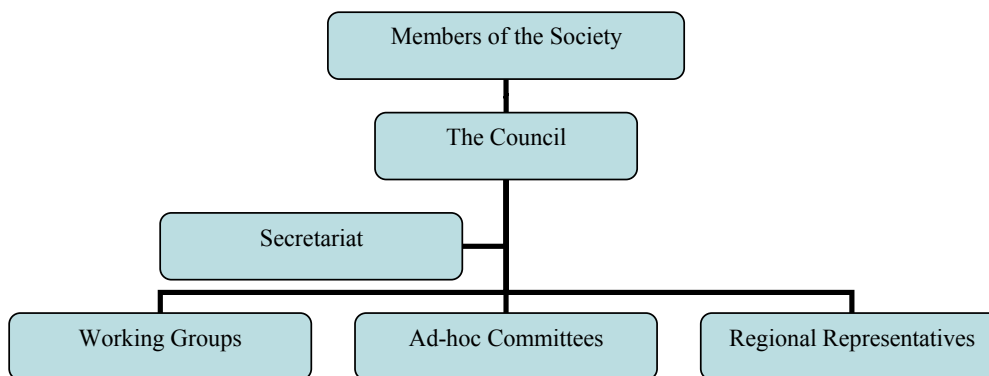 Members of the Society
The Council
Secretariat
Working Groups
Ad-hoc Committees
Regional Representatives